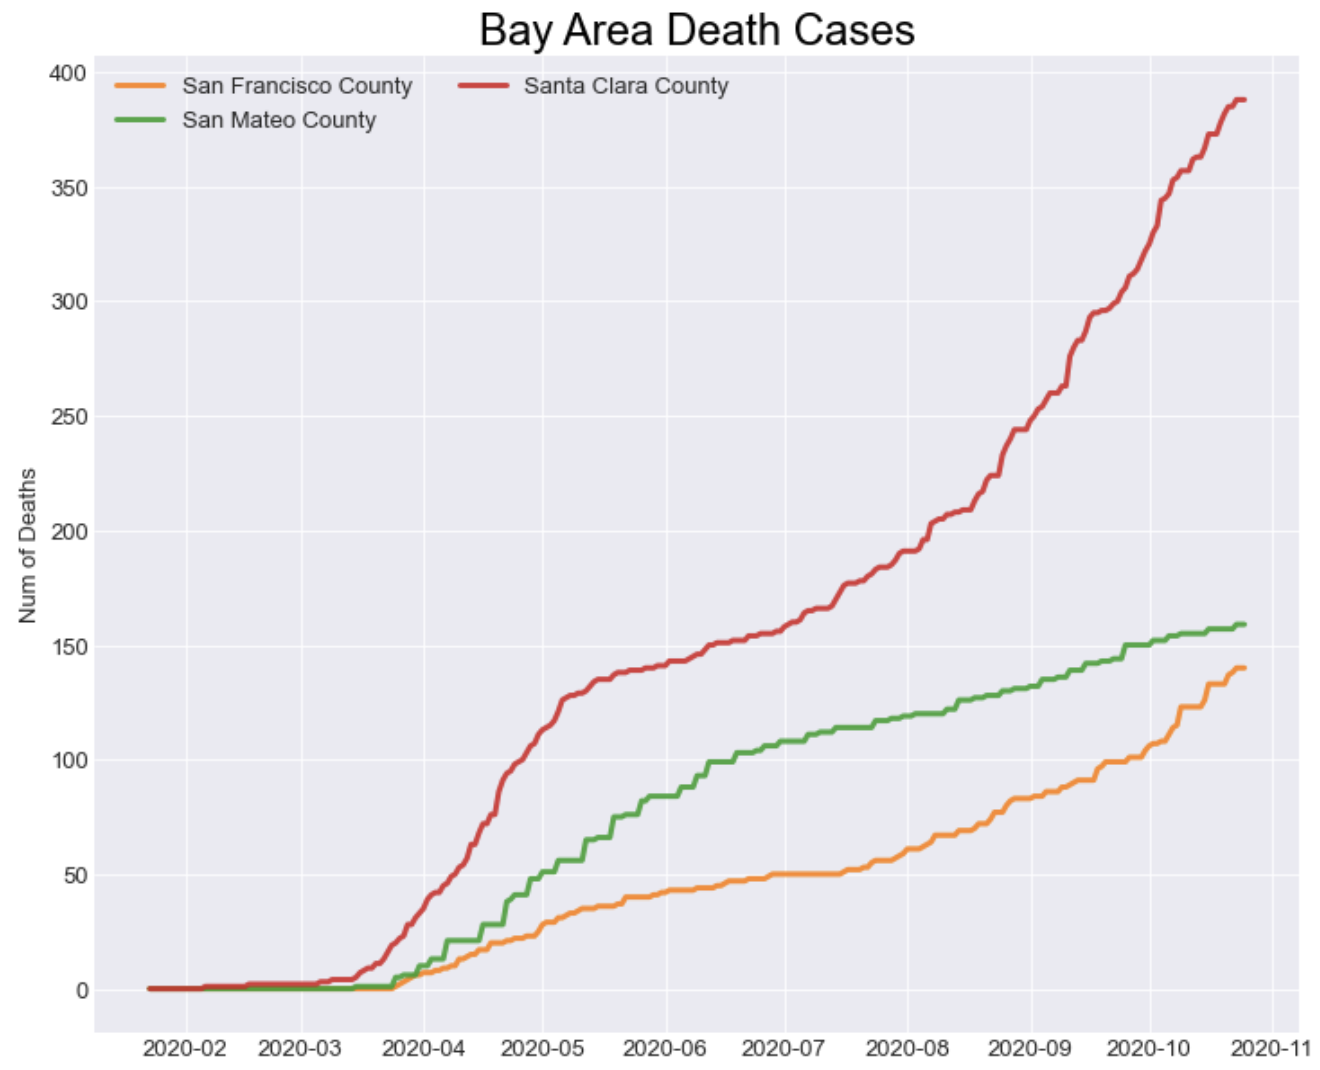 Bay Area Death Cases
San Francisco County
San Mateo County
Santa Clara County
Num of Deaths
400
350
300
250
200
150
100
50
0
2020-02 2020-03 2020-04 2020-05 2020-06 2020-07 2020-08 2020-09 2020-10 2020-11